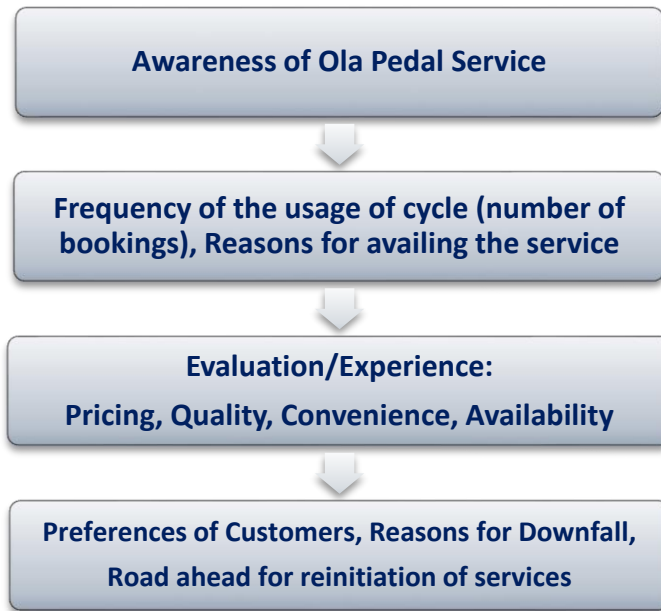 Awareness of Ola Pedal Service
Frequency of the usage of cycle (number of
bookings), Reasons for availing the service
Evaluation/Experience:
Pricing, Quality, Convenience, Availability
Preferences of Customers, Reasons for Downfall,
Road ahead for reinitiation of services